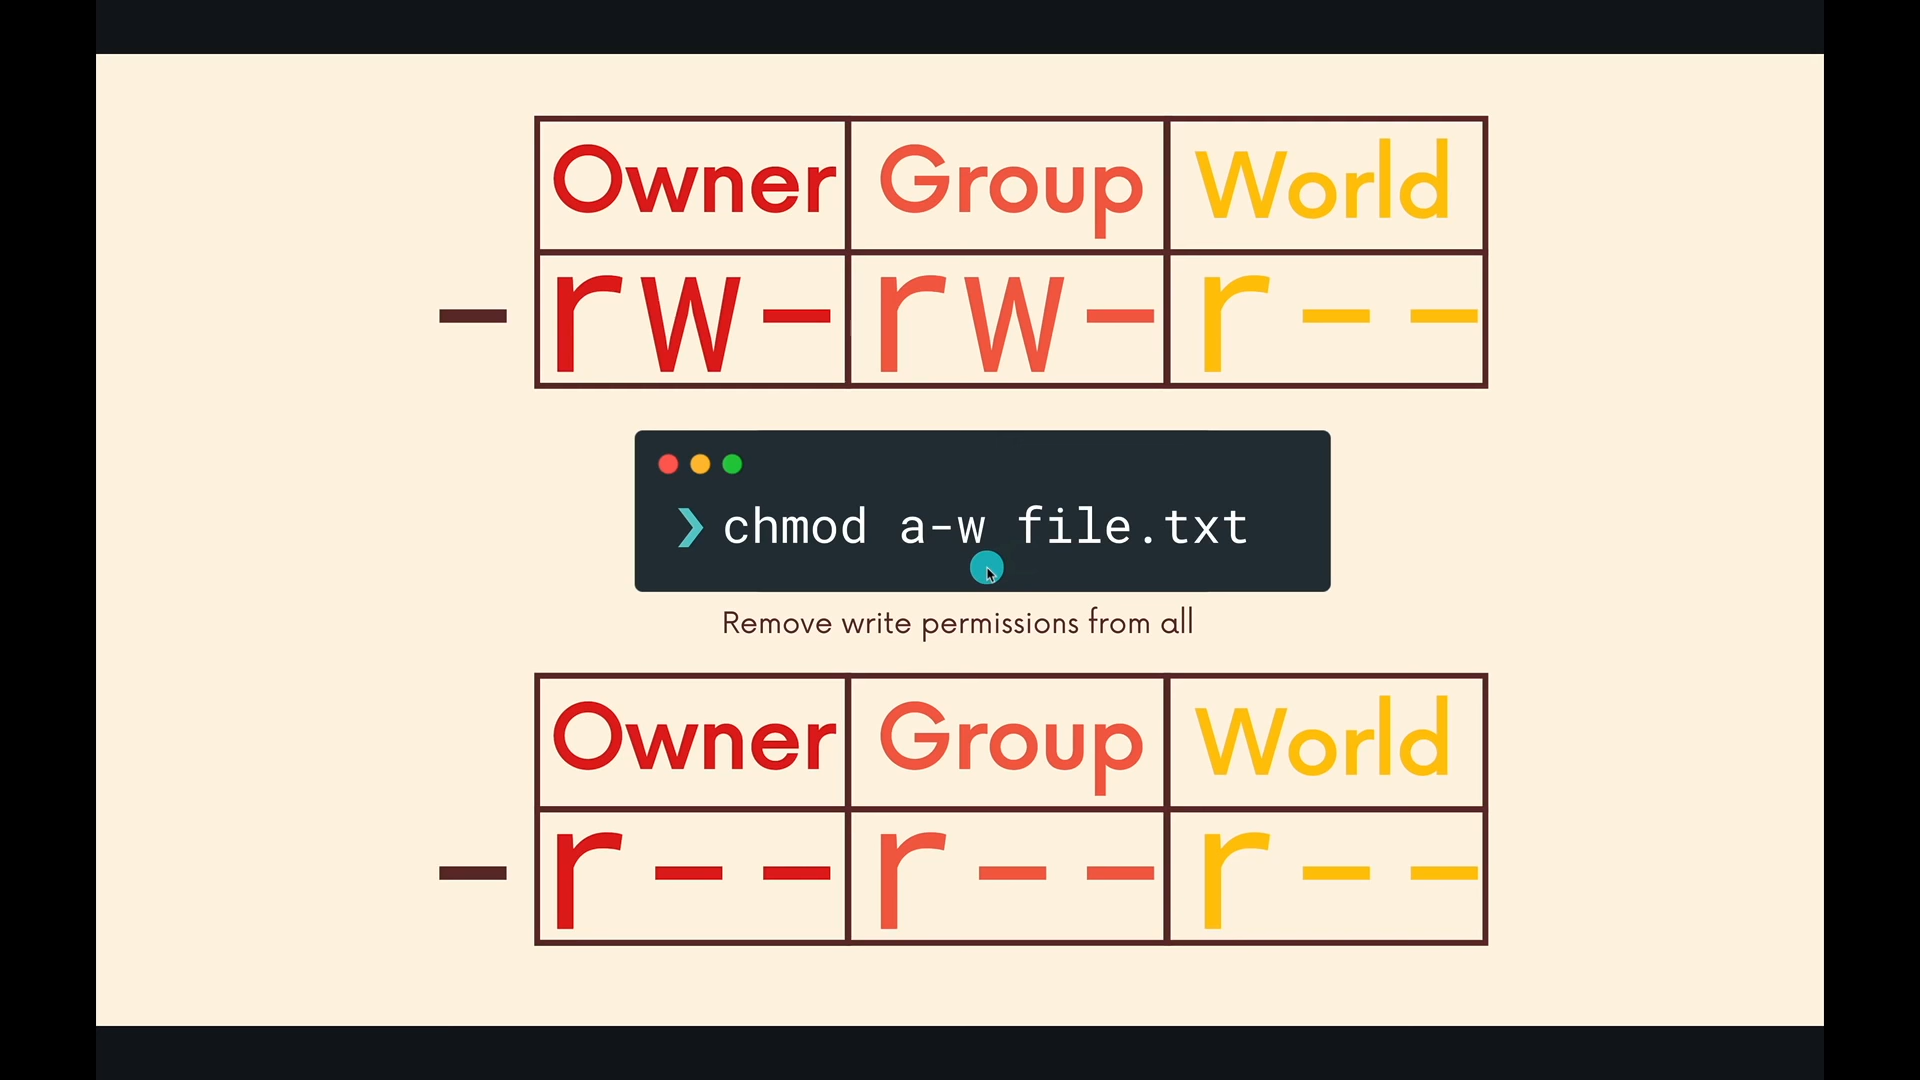 Owner Group World
-rw-rw-r--
❯ chmod a-w file.txt
Remove write permissions from all
Owner Group World
-r--r--r--